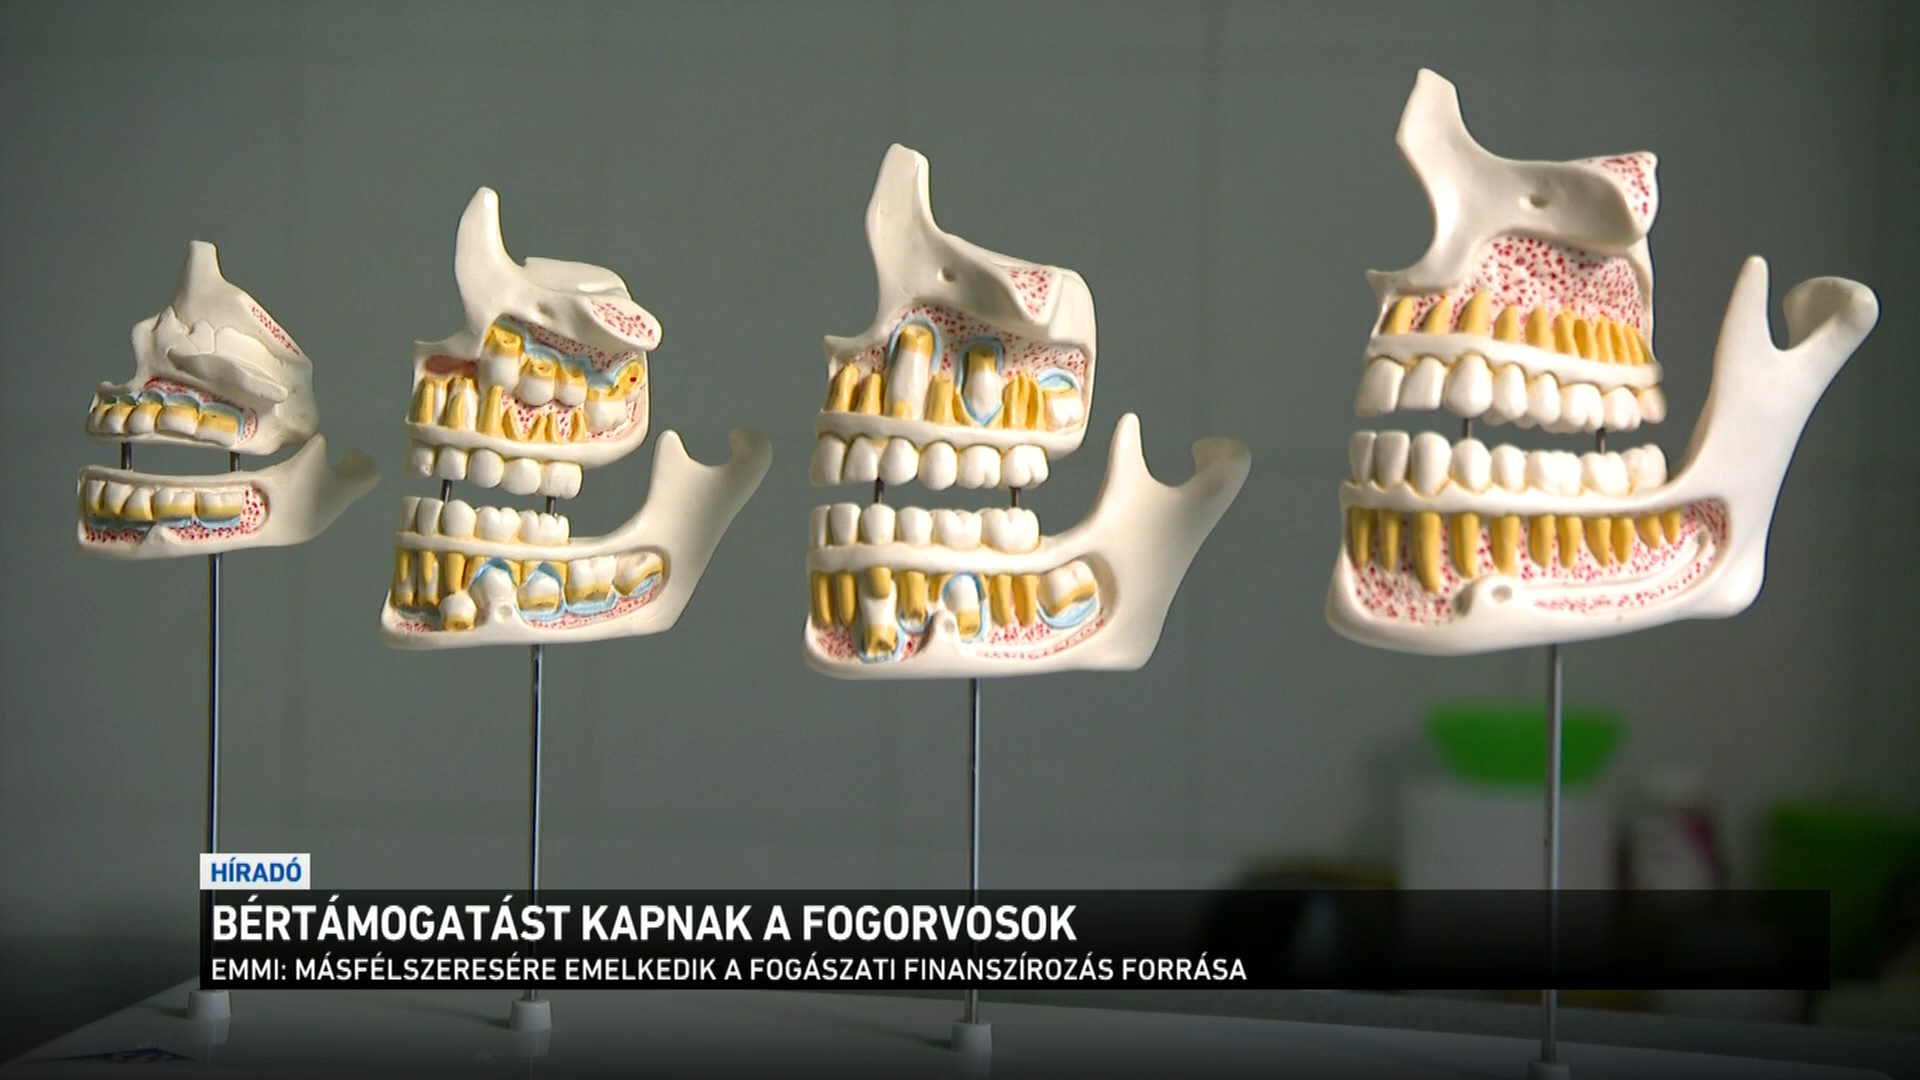 HÍRADÓ
BÉRTÁMOGATÁST KAPNAK A FOGORVOSOK
EMMI: MÁSFÉLSZERESÉRE EMELKEDIK A FOGÁSZATI FINANSZÍROZÁS FORRÁSA